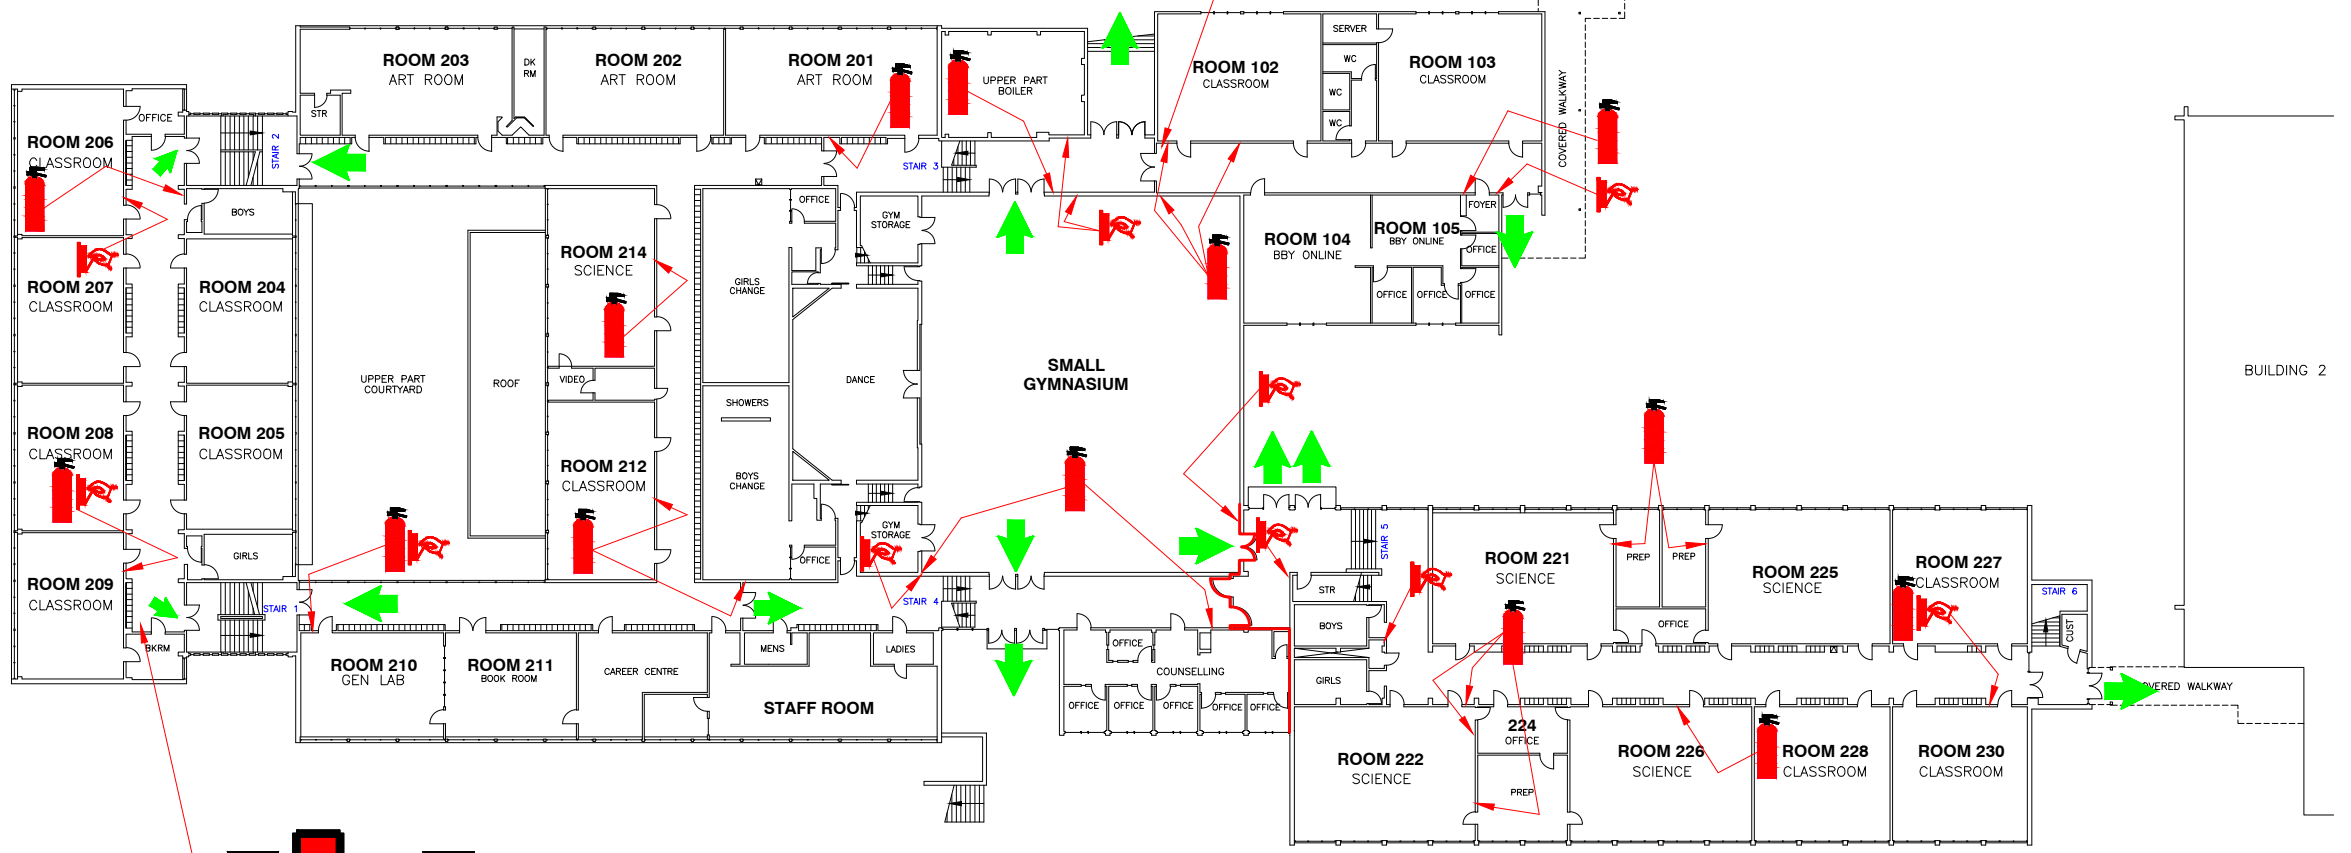 ROOM 203
ART ROOM
DK
RM
STR
ROOM 202
ART ROOM
ROOM 201
ART ROOM
UPPER PART
BOILER
ROOM 102
CLASSROOM
SERVER
WC
WC
WC
ROOM 103
CLASSROOM
COVERED WALKWAY
OFFICE
ROOM 206
CLASSROOM
STAIR 2
STAIR 3
BOYS
OFFICE
GYM
STORAGE
ROOM 104
BBY ONLINE
ROOM 105
BBY ONLINE
FOYER
OFFICE
OFFICE
OFFICE
OFFICE
ROOM 207
CLASSROOM
ROOM 204
CLASSROOM
ROOM 214
SCIENCE
GIRLS
CHANGE
UPPER PART
COURTYARD
ROOF
VIDEO
DANCE
SMALL
GYMNASIUM
BUILDING 2
SHOWERS
ROOM 208
CLASSROOM
ROOM 205
CLASSROOM
ROOM 212
CLASSROOM
BOYS
CHANGE
GYM
STORAGE
OFFICE
GIRLS
ROOM 209
CLASSROOM
STAIR 1
STAIR 4
STAIR 5
ROOM 221
SCIENCE
PREP
PREP
ROOM 225
SCIENCE
ROOM 227
CLASSROOM
STAIR 6
STR
BOYS
OFFICE
CUST
BKRM
ROOM 210
GEN LAB
ROOM 211
BOOK ROOM
CAREER CENTRE
MENS
LADIES
STAFF ROOM
OFFICE
COUNSELLING
OFFICE
OFFICE
OFFICE
OFFICE
OFFICE
GIRLS
COVERED WALKWAY
ROOM 222
SCIENCE
224
OFFICE
PREP
ROOM 226
SCIENCE
ROOM 228
CLASSROOM
ROOM 230
CLASSROOM